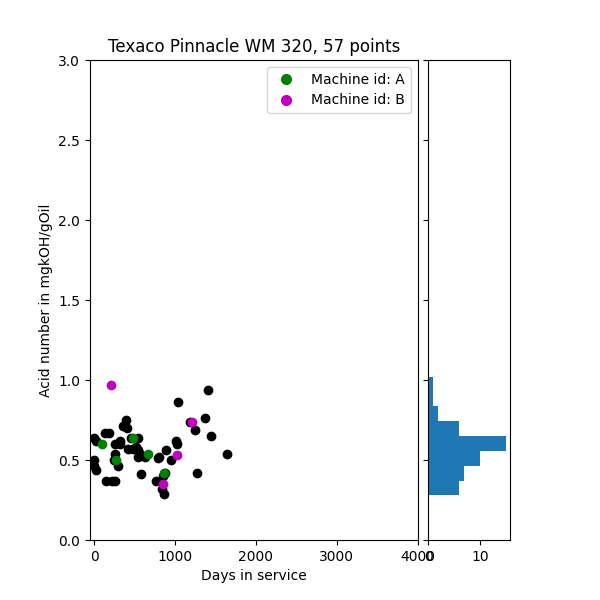 Texaco Pinnacle WM 320, 57 points
Machine id: A
Machine id: B
3.0
2.5
2.0
1.5
1.0
0.5
0.0
Acid number in mgkOH/gOil
0 1000 2000 3000 4000 0 10
Days in service